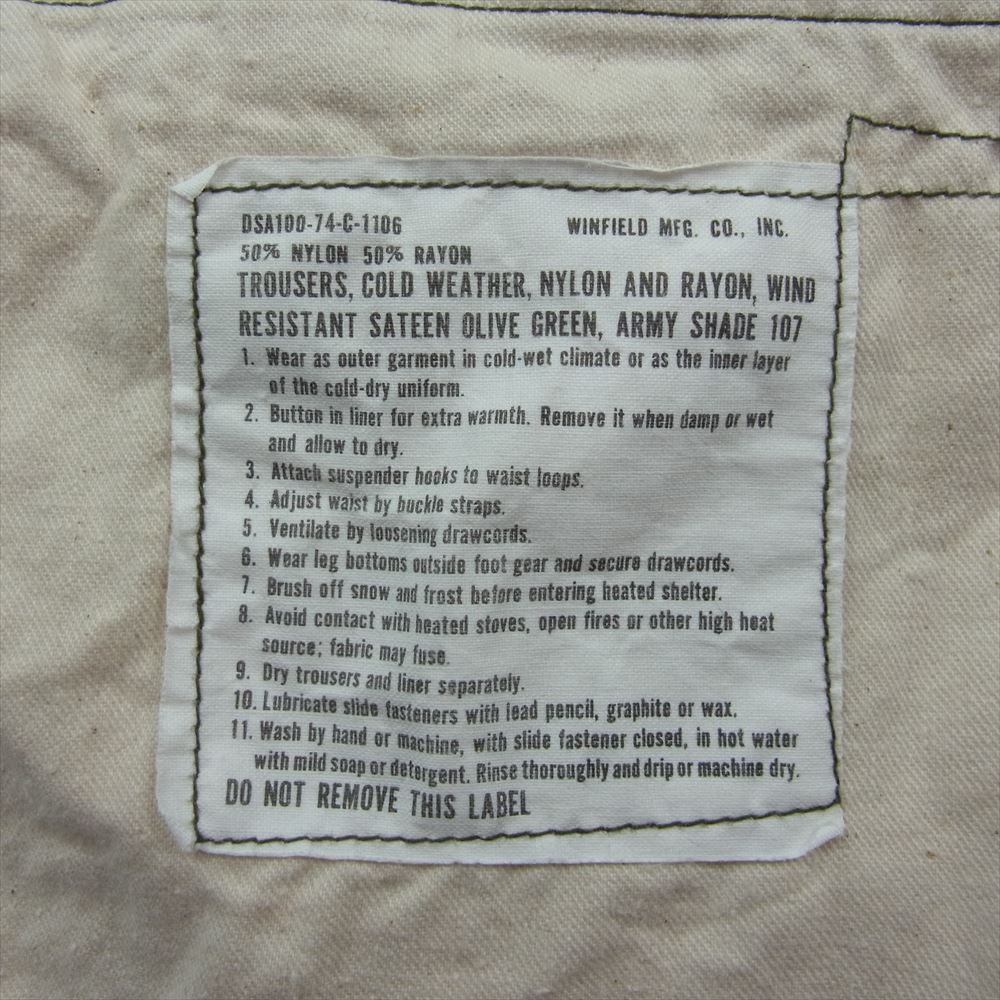 DSA100-74-C-1106 WINFIELD MFG. CO., INC.
50% NYLON 50% RAYON
TROUSERS, COLD WEATHER, NYLON AND RAYON, WIND
RESISTANT SATEEN OLIVE GREEN, ARMY SHADE 107
1. Wear as outer garment in cold-wet climate or as the inner layer
of the cold-dry uniform.
2. Button in liner for extra warmth. Remove it when damp or wet
and allow to dry.
3. Attach suspender hooks to waist loops.
4. Adjust waist by buckle straps.
5. Ventilate by loosening drawcords.
6. Wear leg bottoms outside foot gear and secure drawcords.
7. Brush off snow and frost before entering heated shelter.
8. Avoid contact with heated stoves, open fires or other high heat
source; fabric may fuse.
9. Dry trousers and liner separately.
10. Lubricate slide fasteners with lead pencil, graphite or wax.
11. Wash by hand or machine, with slide fastener closed, in hot water
with mild soap or detergent. Rinse thoroughly and drip or machine dry.
DO NOT REMOVE THIS LABEL